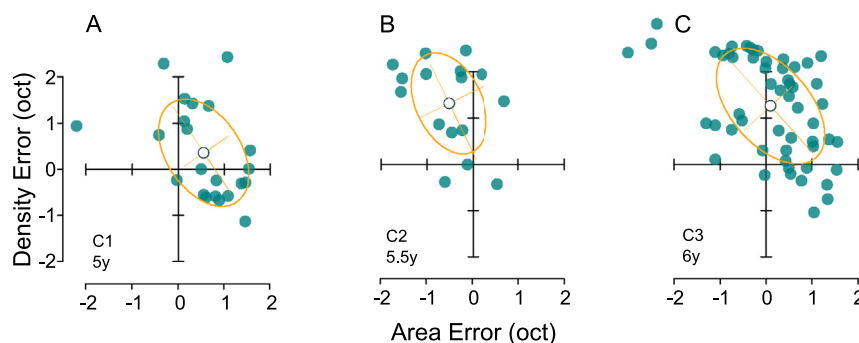 A
B
C
Density Error (oct)
2
1
0
-1
-2
C1
5y
C2
5.5y
C3
6y
-2 -1 0 1 2
-2 -1 0 1 2
-2 -1 0 1 2
Area Error (oct)